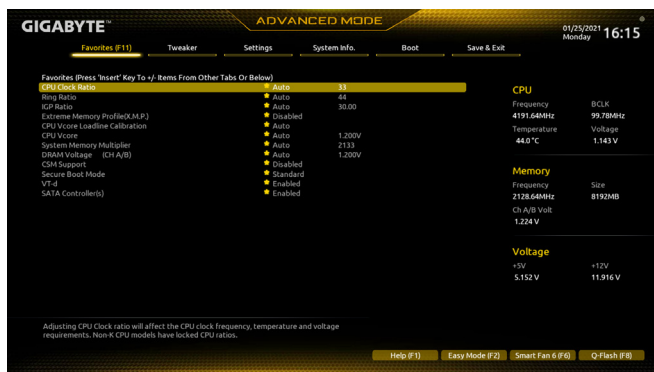 GIGABYTE™
ADVANCED MODE
01/25/2021
Monday
16:15
Favorites (F11) Tweaker Settings System Info. Boot Save & Exit
Favorites (Press 'Insert' Key To +/- Items From Other Tabs Or Below)
CPU Clock Ratio Auto 33
Ring Ratio Auto 44
IGP Ratio Auto 30.00
Extreme Memory Profile(X.M.P.) Disabled
CPU Vcore Loadline Calibration Auto
CPU Vcore Auto 1.200V
System Memory Multiplier Auto 2133
DRAM Voltage (CH A/B) Auto 1.200V
CSM Support Disabled
Secure Boot Mode Standard
VT-d Enabled
SATA Controller(s) Enabled
CPU
Frequency BCLK
4191.64MHz 99.78MHz
Temperature Voltage
44.0 °C 1.143 V
Memory
Frequency Size
2128.64MHz 8192MB
Ch A/B Volt
1.224 V
Voltage
+5V +12V
5.152 V 11.916 V
Adjusting CPU Clock ratio will affect the CPU clock frequency, temperature and voltage
requirements. Non-K CPU models have locked CPU ratios.
Help (F1) Easy Mode (F2) Smart Fan 6 (F6) Q-Flash (F8)